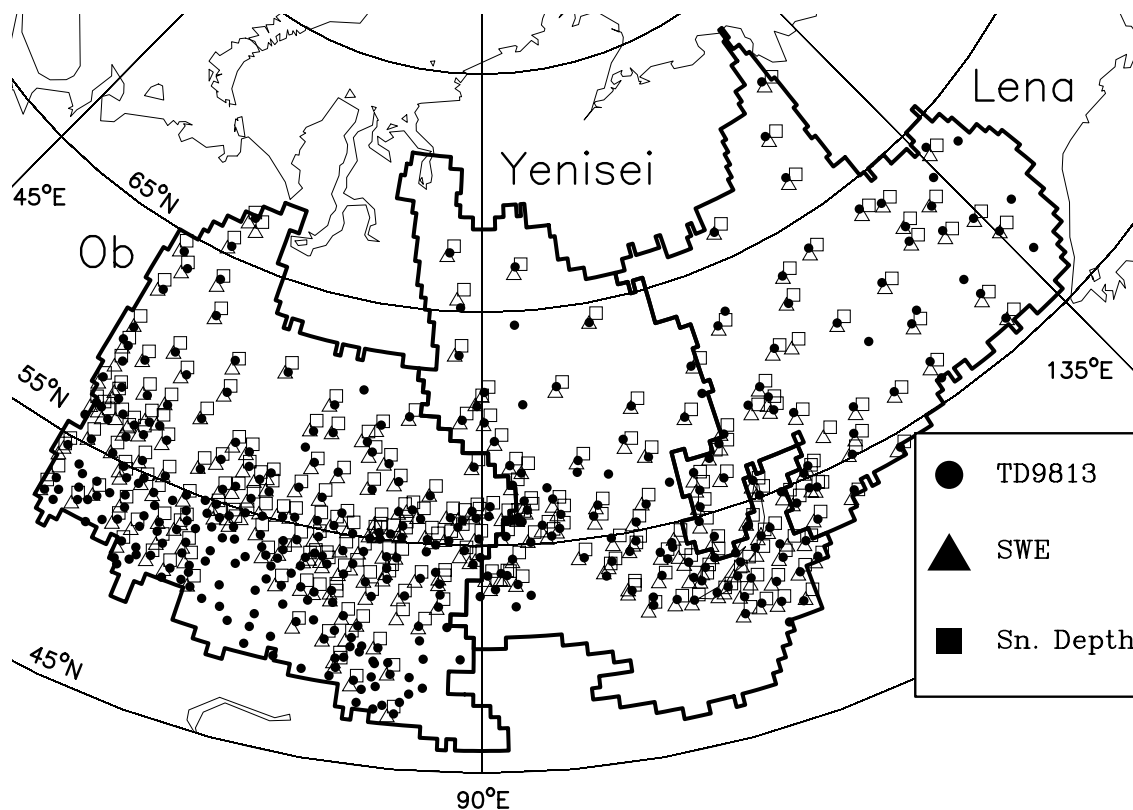 Lena
Yenisei
65°N
45°E
Ob
135°E
55°N
TD9813
SWE
Sn. Depth
45°N
90°E